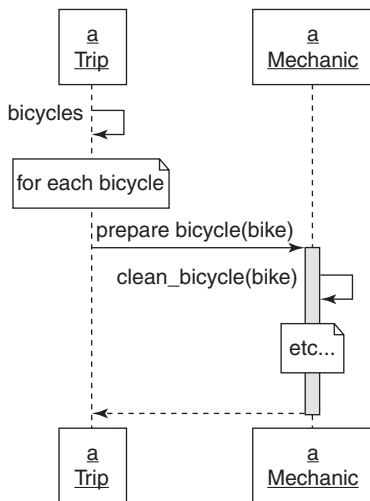 a
Trip
a
Mechanic
bicycles
for each bicycle
prepare bicycle(bike)
clean_bicycle(bike)
etc...
a
Trip
a
Mechanic